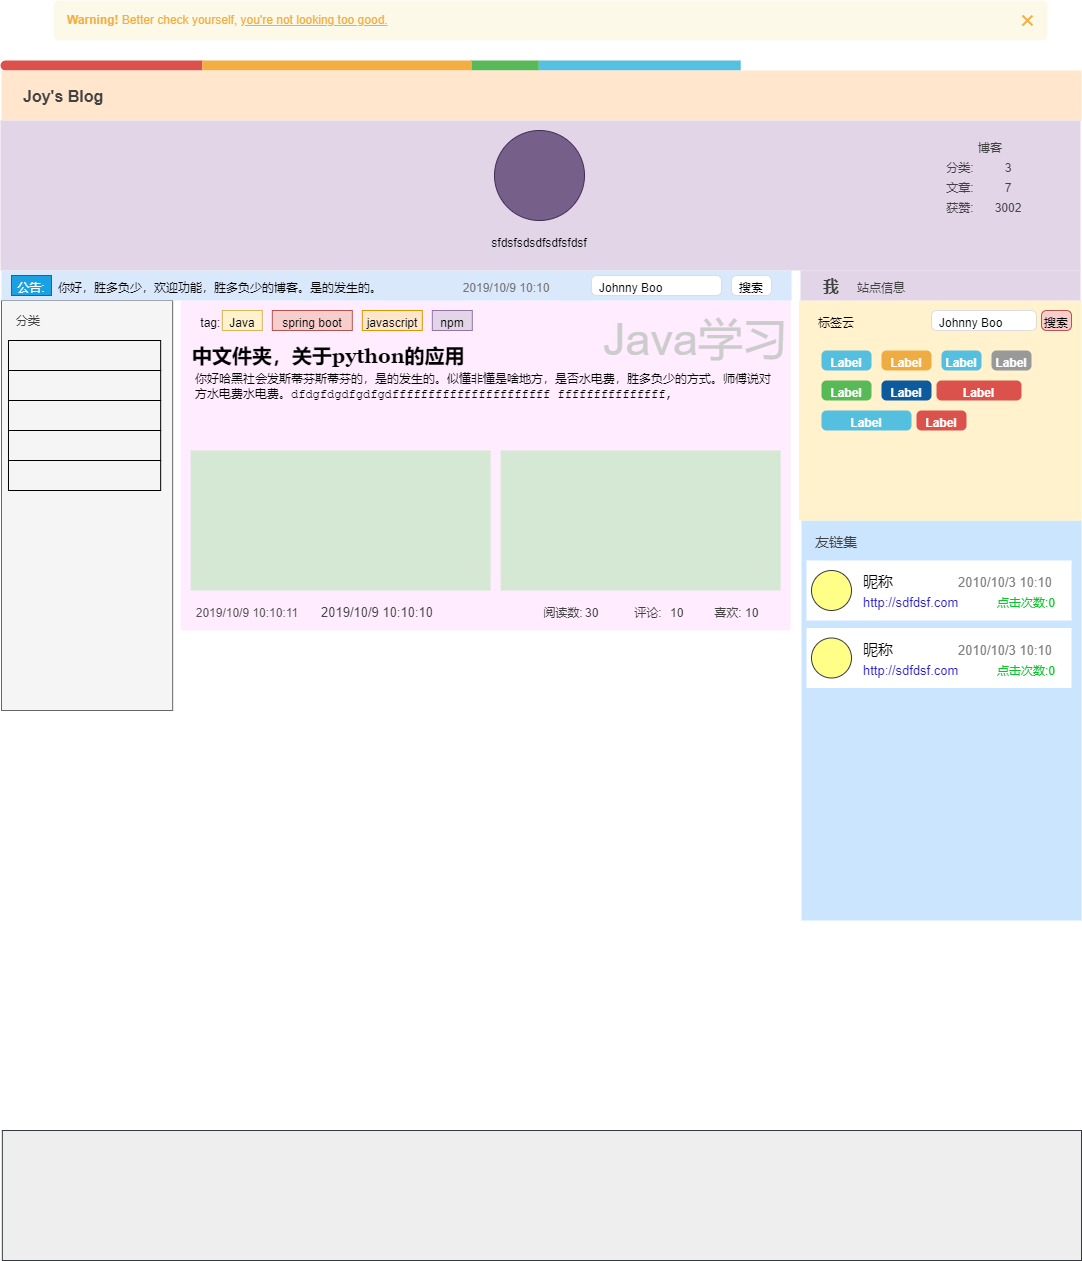 Warning! Better check yourself, you're not looking too good.
Joy's Blog
博客
分类: 3
文章: 7
获赞: 3002
sfdsfsdsdfsdfsfdsf
公告: 你好，胜多负少，欢迎功能，胜多负少的博客。是的发生的。 2019/10/9 10:10 Johnny Boo 搜索
我 站点信息
分类
tag: Java spring boot javascript npm
Java学习
中文件夹，关于python的应用
你好哈黑社会发斯蒂芬斯蒂芬的，是的发生的。似懂非懂是啥地方，是否水电费，胜多负少的方式。师傅说对
方水电费水电费。dfdgfdgdfgdfgdffffffffffffffffffffff fffffffffffffff,
2019/10/9 10:10:11 2019/10/9 10:10:10 阅读数: 30 评论: 10 喜欢: 10
标签云 Johnny Boo 搜索
Label Label Label Label
Label Label Label
Label Label
友链集
昵称 2010/10/3 10:10
http://sdfdsf.com 点击次数:0
昵称 2010/10/3 10:10
http://sdfdsf.com 点击次数:0